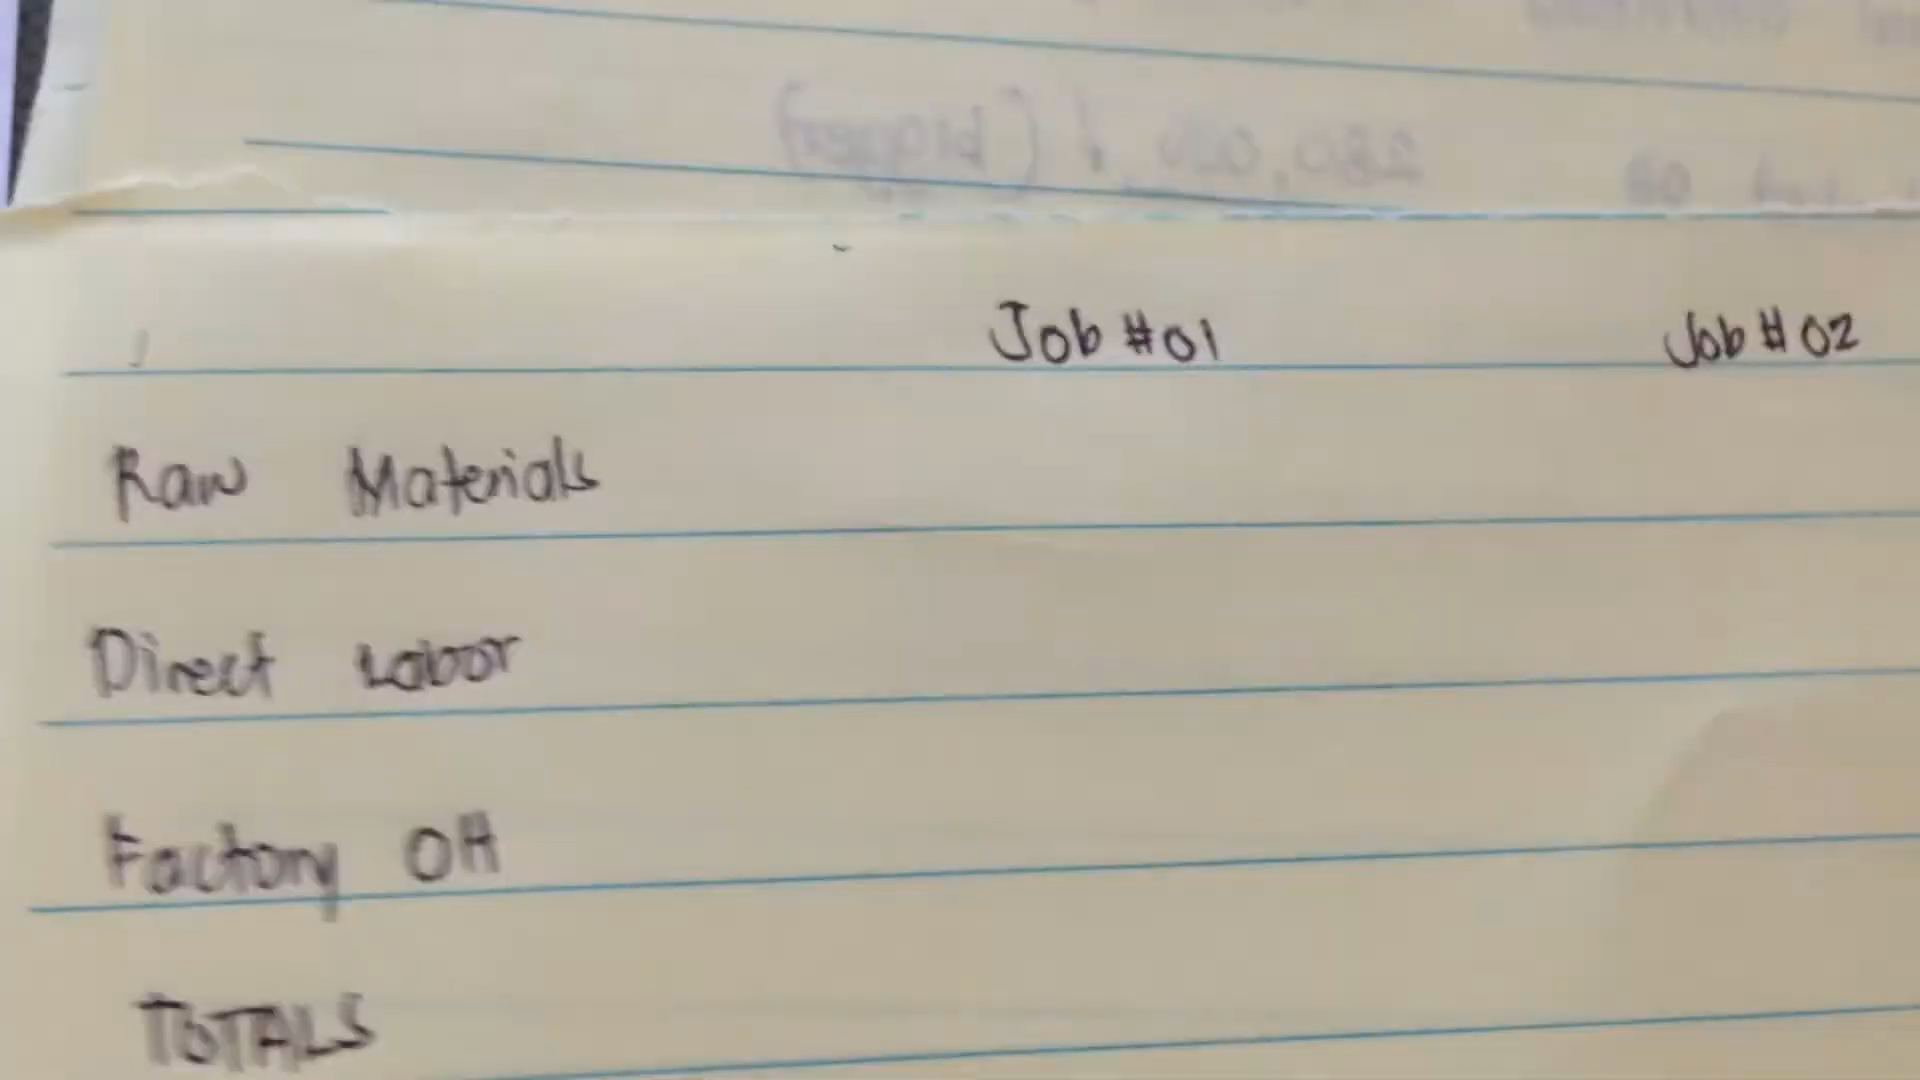 Job #01 Job #02
Raw Materials
Direct Labor
Factory OH
TOTALS